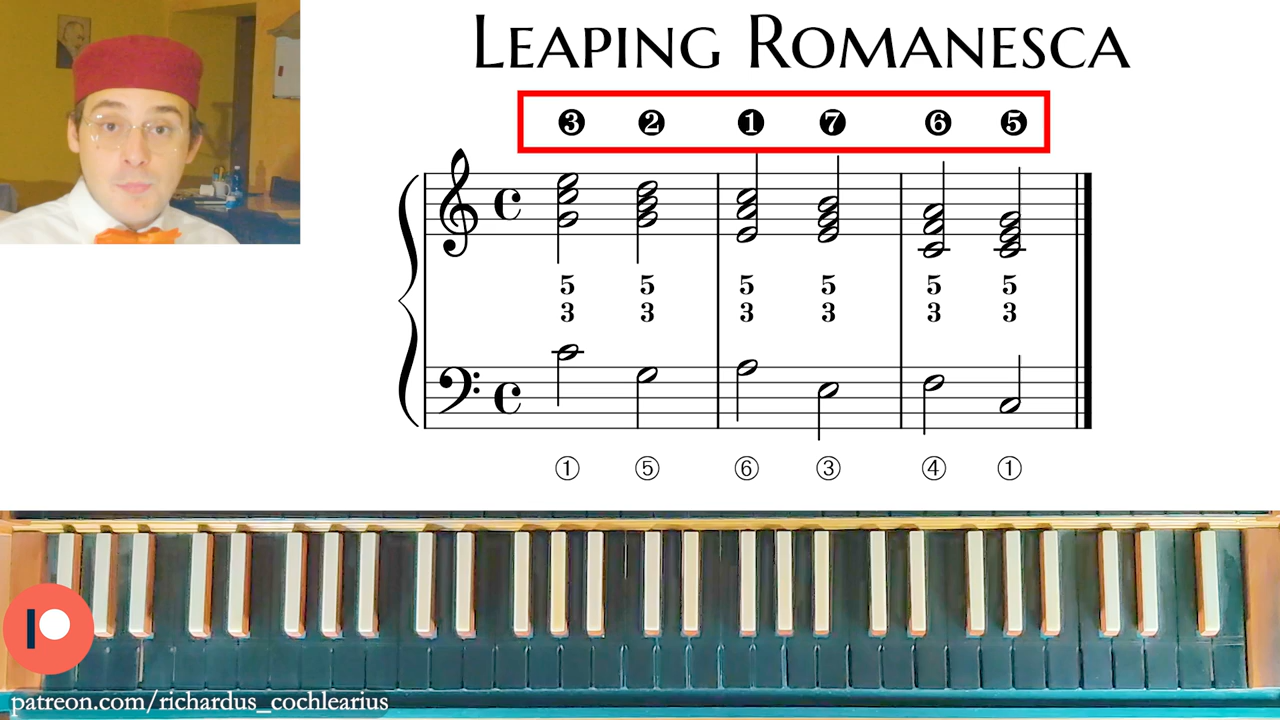 LEAPING ROMANESCA
❸ ❷ ❶ ❼ ❻ ❺
5 5 5 5 5 5
3 3 3 3 3 3
① ⑤ ⑥ ③ ④ ①
patreon.com/richardus_cochlearius